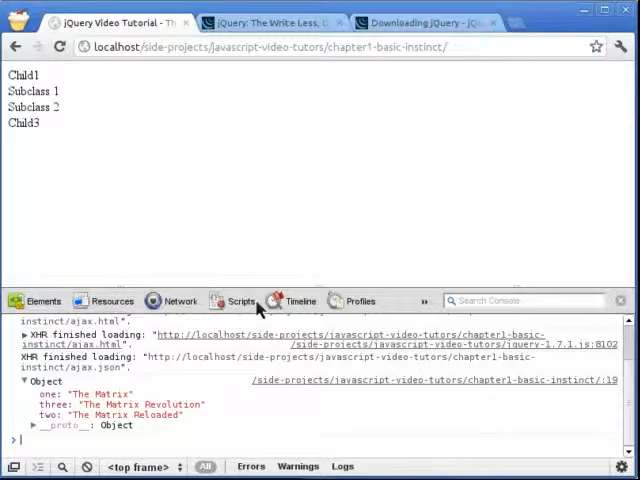 jQuery Video Tutorial - Th
jQuery: The Write Less, D
Downloading jQuery - jQu
localhost/side-projects/javascript-video-tutors/chapter1-basic-instinct/
Child1
Subclass 1
Subclass 2
Child3
Elements Resources Network Scripts Timeline Profiles » Search Console
instinct/ajax.html".
XHR finished loading: "http://localhost/side-projects/javascript-video-tutors/chapter1-basic-
instinct/ajax.html". /side-projects/javascript-video-tutors/jquery-1.7.1.js:8102
XHR finished loading: "http://localhost/side-projects/javascript-video-tutors/chapter1-basic-
instinct/ajax.json".
Object /side-projects/javascript-video-tutors/chapter1-basic-instinct/:19
one: "The Matrix"
three: "The Matrix Revolution"
two: "The Matrix Reloaded"
__proto__: Object
>
<top frame> All Errors Warnings Logs